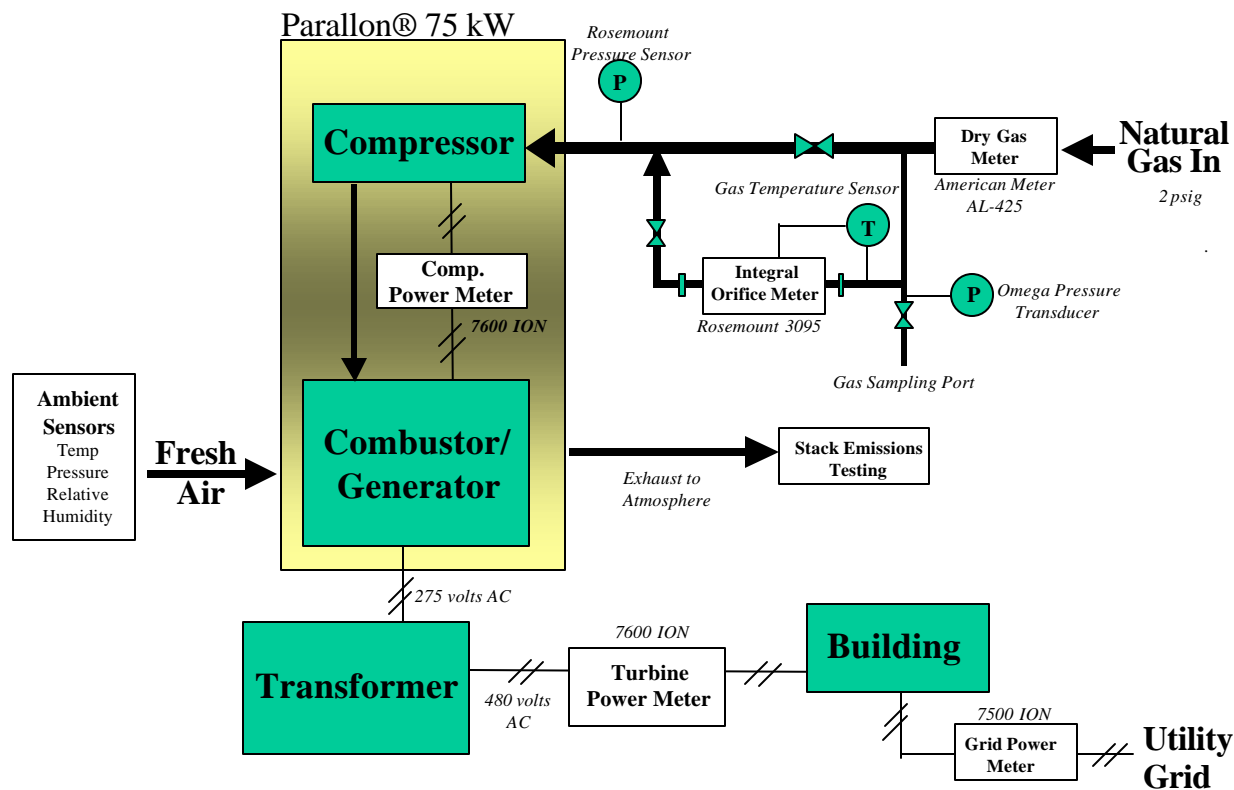 Parallon® 75 kW
Rosemount
Pressure Sensor
P
Compressor
Dry Gas
Meter
American Meter
AL-425
Natural
Gas In
2 psig
.
Gas Temperature Sensor
T
Comp.
Power Meter
7600 ION
Integral
Orifice Meter
Rosemount 3095
P
Omega Pressure
Transducer
Gas Sampling Port
Ambient
Sensors
Temp
Pressure
Relative
Humidity
Fresh
Air
Combustor/
Generator
Exhaust to
Atmosphere
Stack Emissions
Testing
275 volts AC
Transformer
480 volts
AC
7600 ION
Turbine
Power Meter
Building
7500 ION
Grid Power
Meter
Utility
Grid